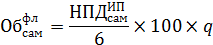 Об^фл_сам = НПД^ИП_сам / 6 × 100 × q